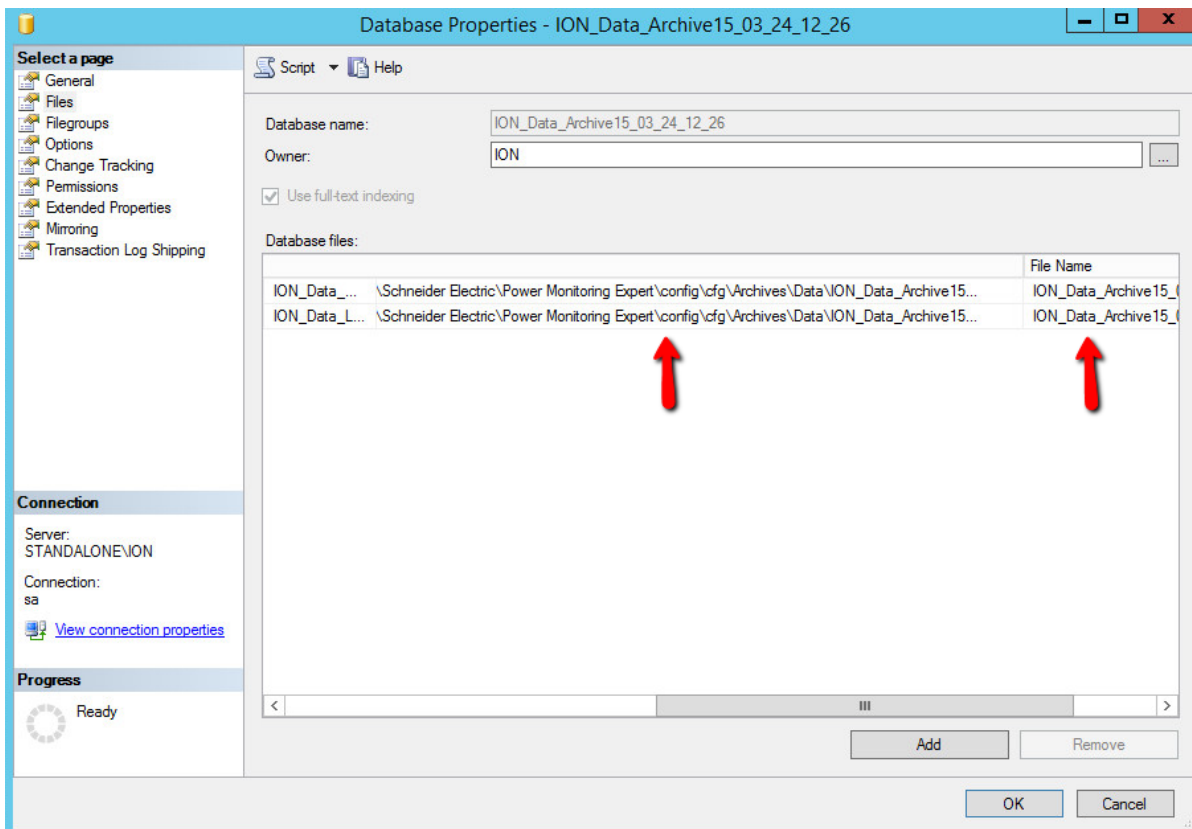 Database Properties - ION_Data_Archive15_03_24_12_26
Select a page
General
Files
Filegroups
Options
Change Tracking
Permissions
Extended Properties
Mirroring
Transaction Log Shipping
Script Help
Database name: ION_Data_Archive15_03_24_12_26
Owner: ION ...
Use full-text indexing
Database files:
File Name
ION_Data_... \Schneider Electric\Power Monitoring Expert\config\cfg\Archives\Data\ION_Data_Archive15... ION_Data_Archive15_
ION_Data_L... \Schneider Electric\Power Monitoring Expert\config\cfg\Archives\Data\ION_Data_Archive15... ION_Data_Archive15_
Connection
Server:
STANDALONE\ION
Connection:
sa
View connection properties
Progress
Ready
Add Remove
OK Cancel